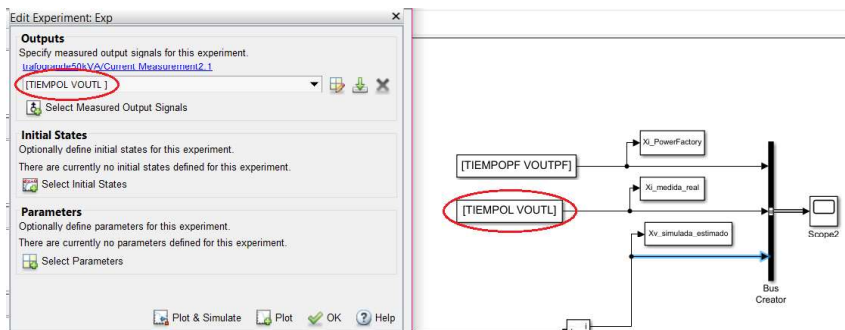 Edit Experiment: Exp
Outputs
Specify measured output signals for this experiment.
trafogrande50kVA/Current Measurement2.1
[TIEMPOL VOUTL ]
Select Measured Output Signals
Initial States
Optionally define initial states for this experiment.
There are currently no initial states defined for this experiment.
Select Initial States
Parameters
Optionally define parameters for this experiment.
There are currently no parameters defined for this experiment.
Select Parameters
Plot & Simulate
Plot
OK
Help
Xi_PowerFactory
[TIEMPOPF VOUTPF]
Xi_medida_real
[TIEMPOL VOUTL]
Scope2
Xv_simulada_estimado
Bus
Creator
i